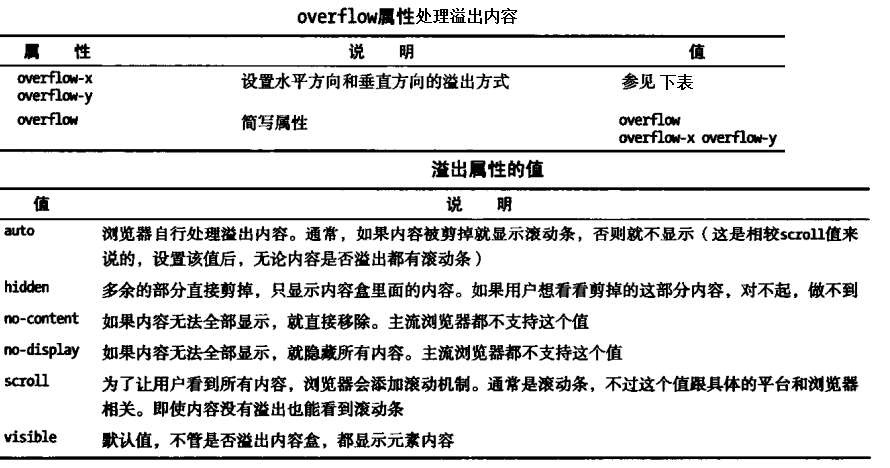 overflow属性处理溢出内容
属 性 说 明 值
overflow-x 设置水平方向和垂直方向的溢出方式 参见下表
overflow-y
overflow 简写属性 overflow
overflow-x overflow-y
溢出属性的值
值 说 明
auto 浏览器自行处理溢出内容。通常，如果内容被剪掉就显示滚动条，否则就不显示（这是相较scroll值来
说的，设置该值后，无论内容是否溢出都有滚动条）
hidden 多余的部分直接剪掉，只显示内容盒里面的内容。如果用户想看看剪掉的这部分内容，对不起，做不到
no-content 如果内容无法全部显示，就直接移除。主流浏览器都不支持这个值
no-display 如果内容无法全部显示，就隐藏所有内容。主流浏览器都不支持这个值
scroll 为了让用户看到所有内容，浏览器会添加滚动机制。通常是滚动条，不过这个值跟具体的平台和浏览器
相关。即使内容没有溢出也能看到滚动条
visible 默认值，不管是否溢出内容盒，都显示元素内容